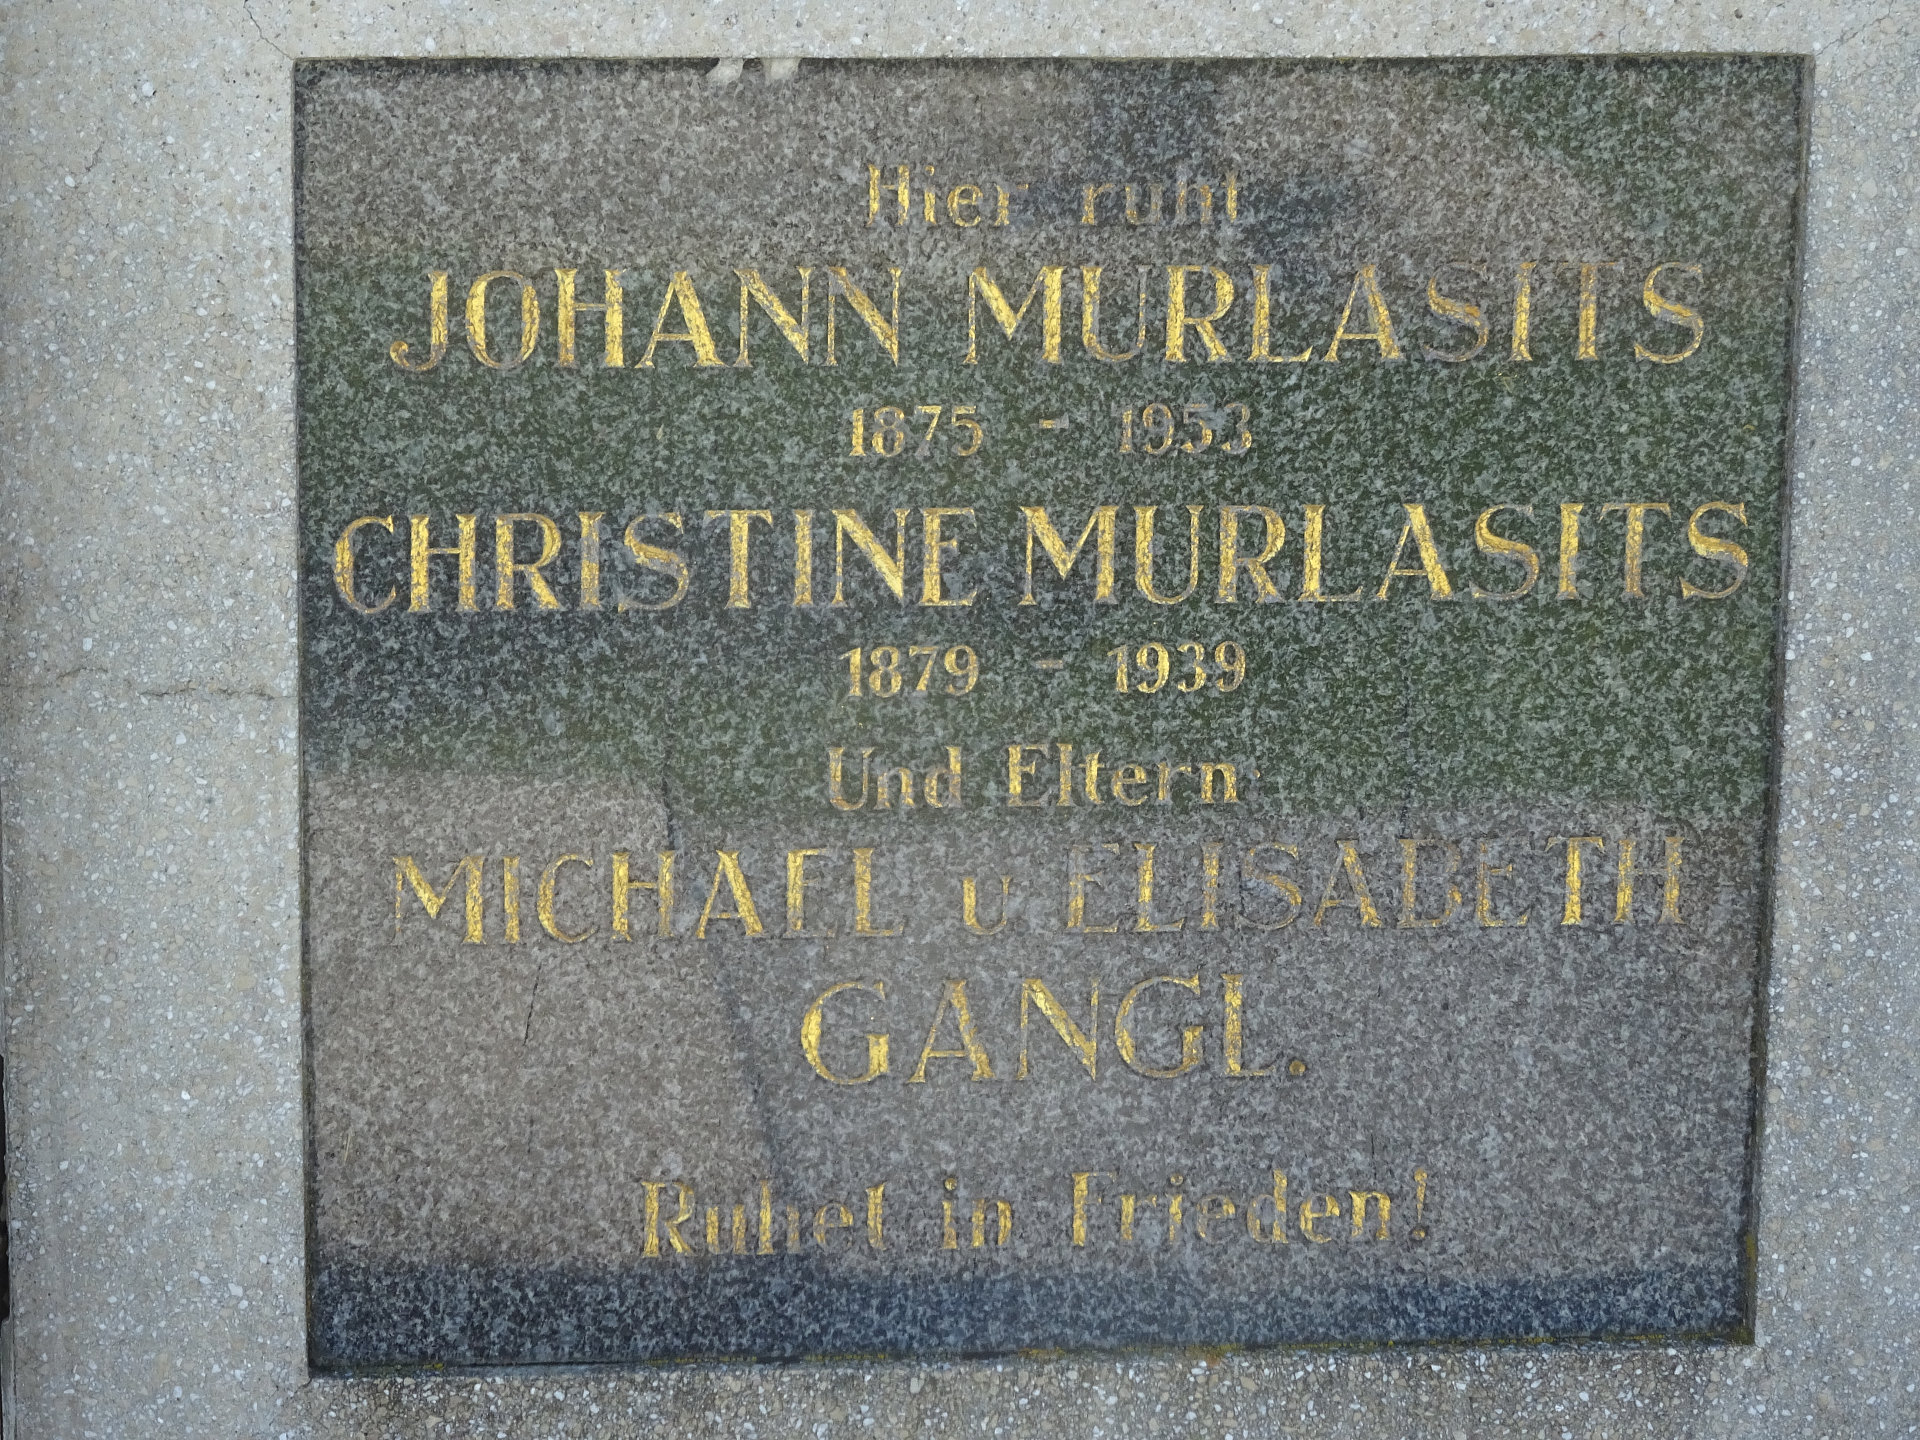 Hier ruht
JOHANN MURLASITS
1875 - 1953
CHRISTINE MURLASITS
1879 - 1939
Und Eltern
MICHAEL u ELISABETH
GANGL.
Ruhet in Frieden!